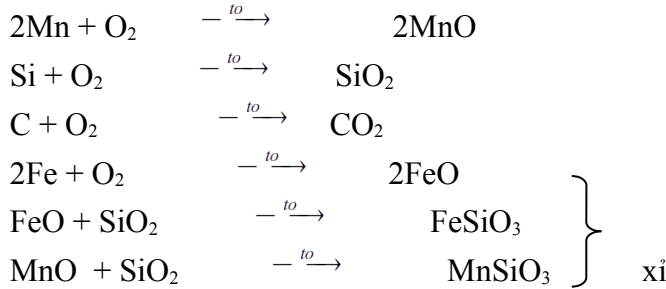 2Mn + O₂ —to→ 2MnO
Si + O₂ —to→ SiO₂
C + O₂ —to→ CO₂
2Fe + O₂ —to→ 2FeO
FeO + SiO₂ —to→ FeSiO₃
MnO + SiO₂ —to→ MnSiO₃ xỉ